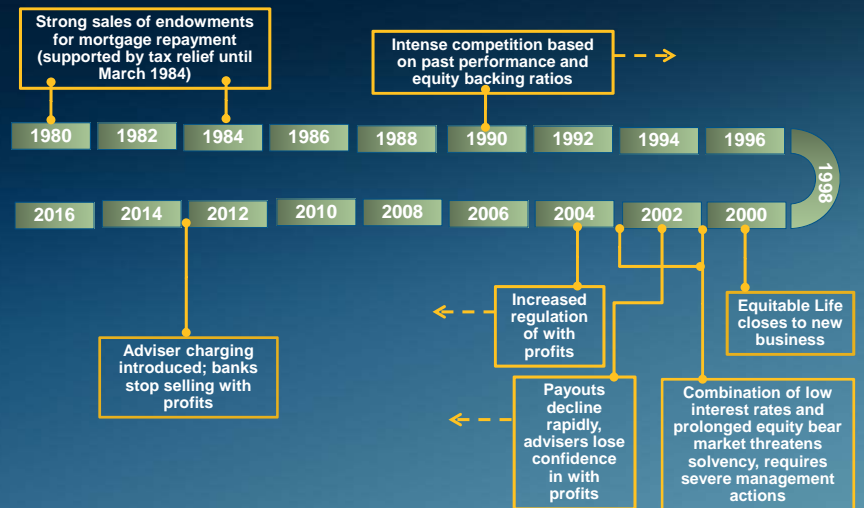 Strong sales of endowments
for mortgage repayment
(supported by tax relief until
March 1984)
Intense competition based
on past performance and
equity backing ratios
1980
1982
1984
1986
1988
1990
1992
1994
1996
1998
2016
2014
2012
2010
2008
2006
2004
2002
2000
Adviser charging
introduced; banks
stop selling with
profits
Increased
regulation
of with
profits
Payouts
decline
rapidly,
advisers lose
confidence
in with
profits
Equitable Life
closes to new
business
Combination of low
interest rates and
prolonged equity bear
market threatens
solvency, requires
severe management
actions